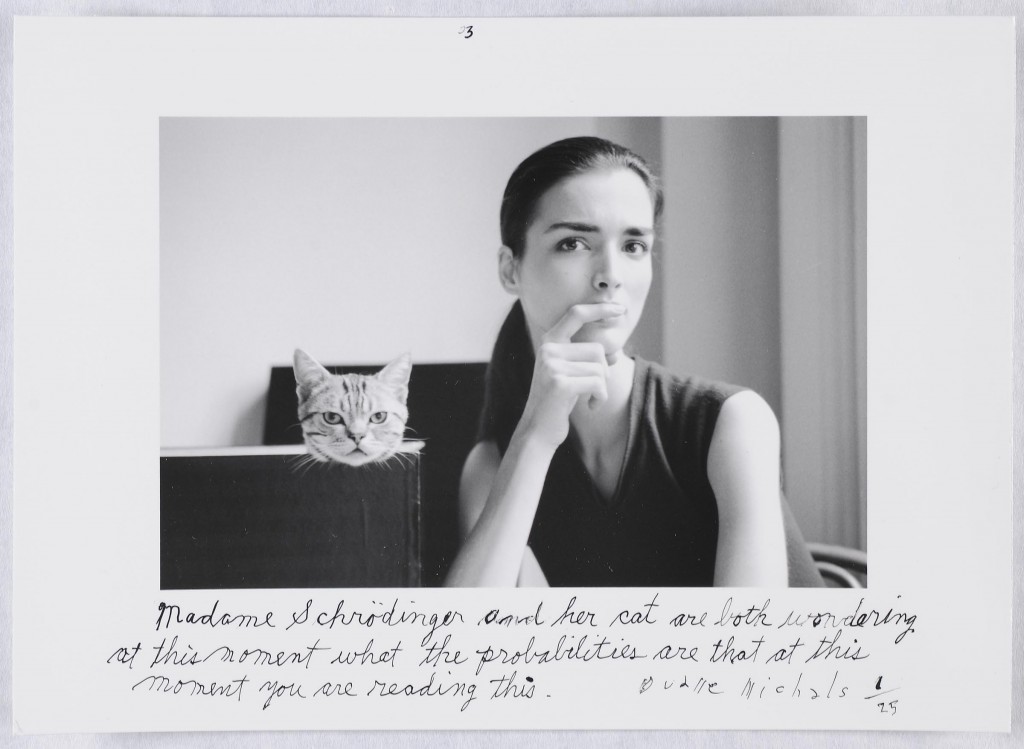 23
Madame Schrödinger and her cat are both wondering
at this moment what the probabilities are that at this
moment you are reading this. Duane Michals 1/25